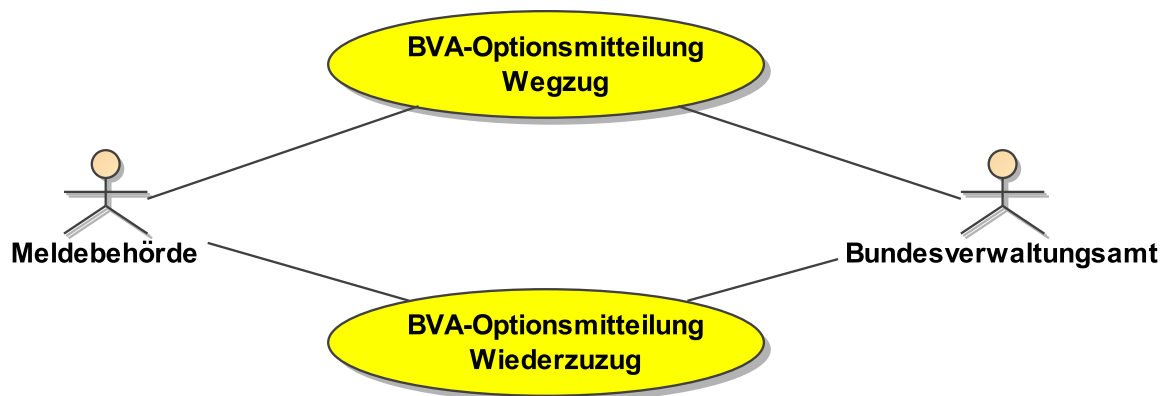 BVA-Optionsmitteilung
Wegzug
Meldebehörde
Bundesverwaltungsamt
BVA-Optionsmitteilung
Wiederzuzug